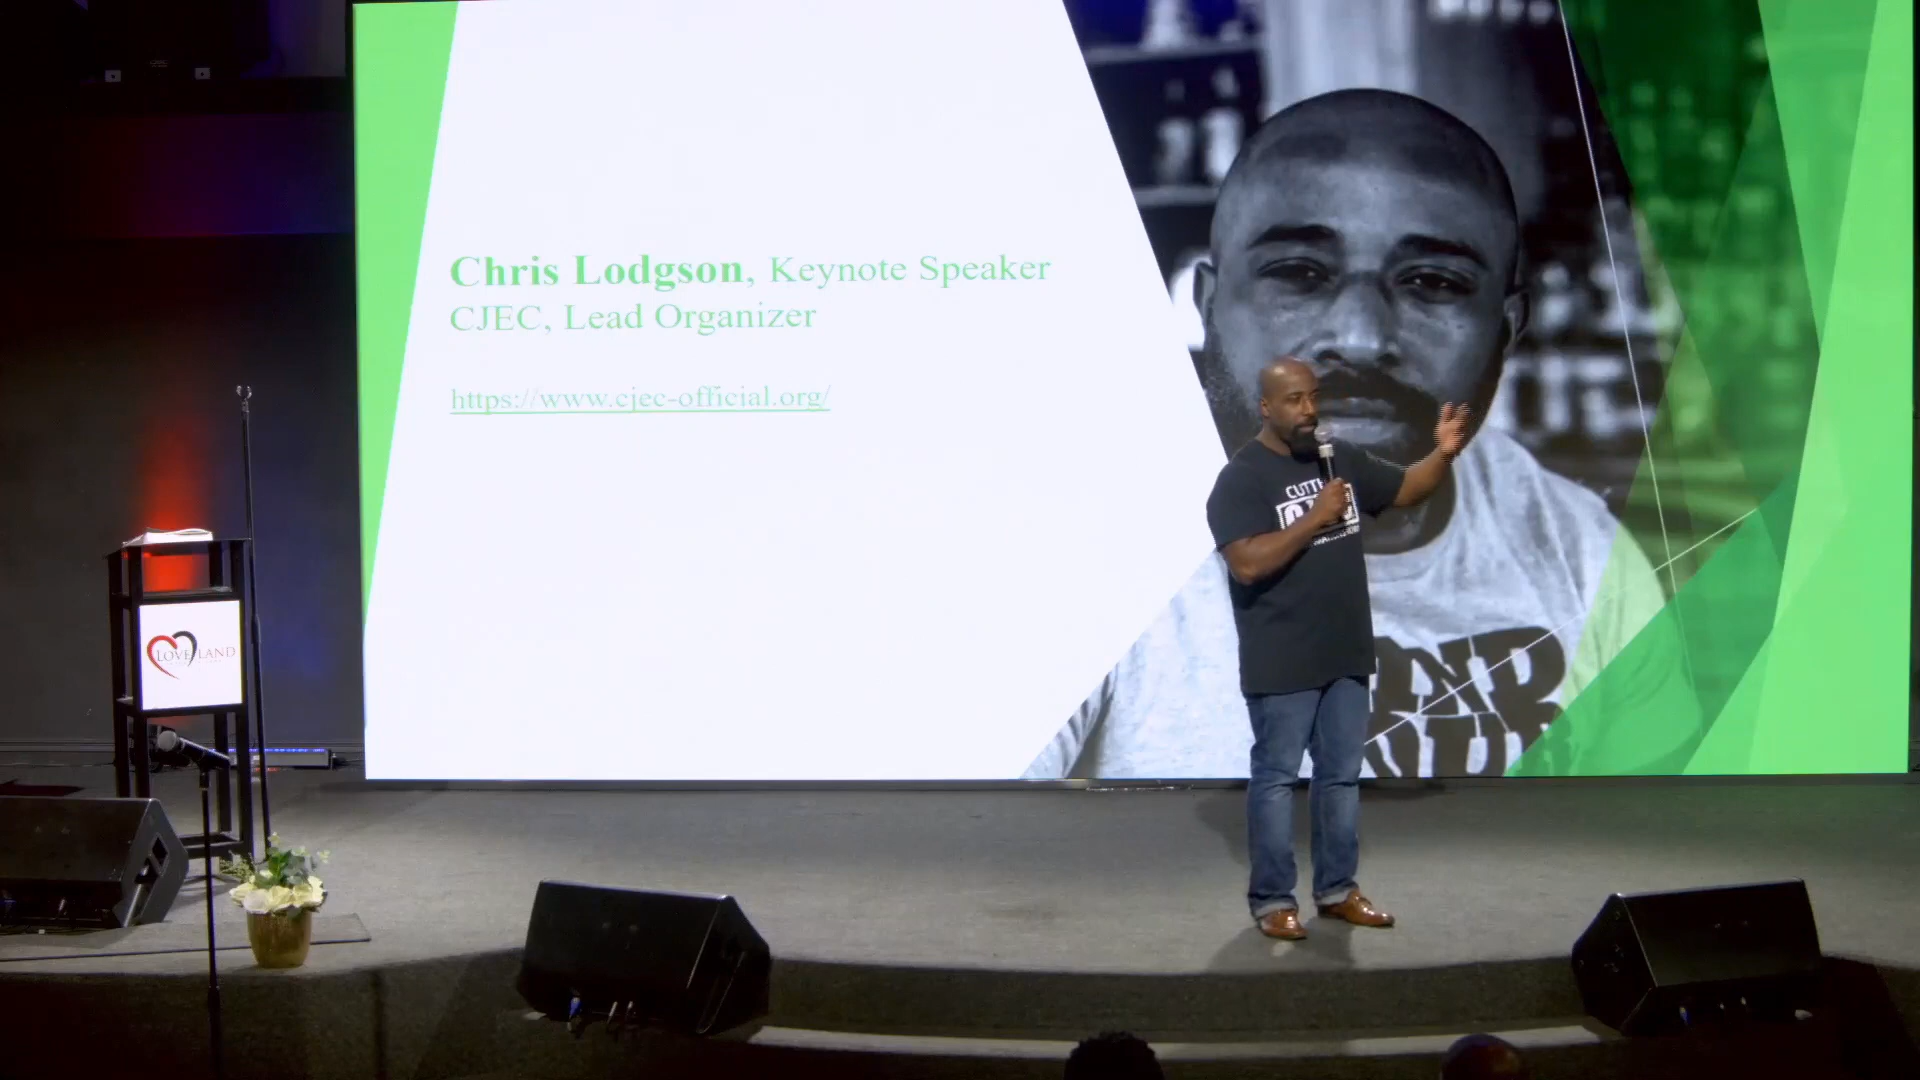 Chris Lodgson, Keynote Speaker
CJEC, Lead Organizer
https://www.cjec-official.org/
LOVE LAND